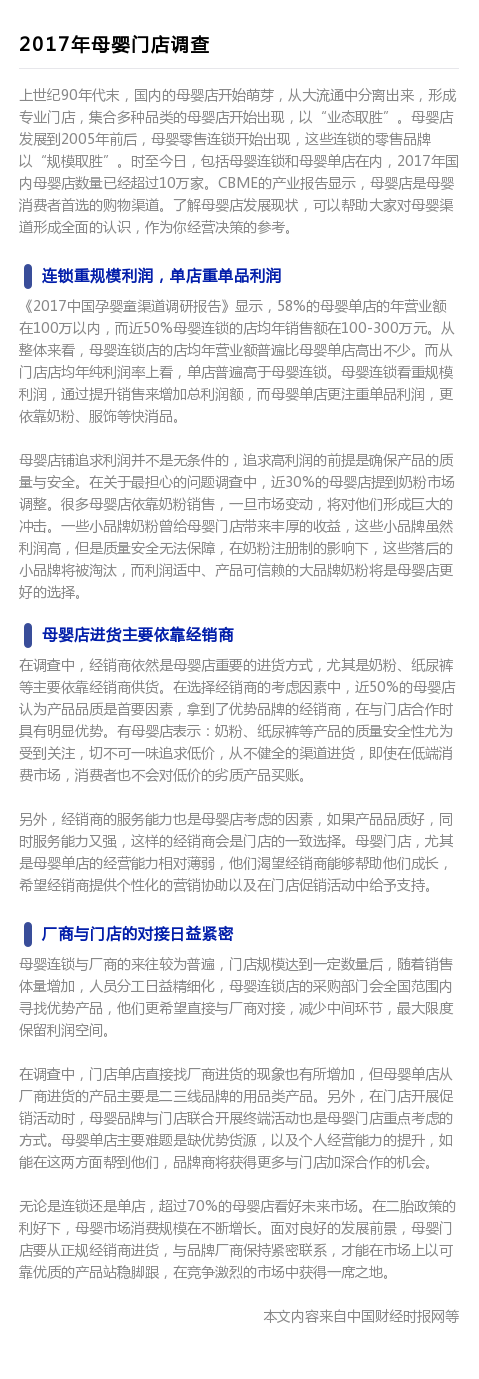 2017年母婴门店调查
上世纪90年代末，国内的母婴店开始萌芽，从大流通中分离出来，形成
专业门店，集合多种品类的母婴店开始出现，以“业态取胜”。母婴店
发展到2005年前后，母婴零售连锁开始出现，这些连锁的零售品牌
以“规模取胜”。时至今日，包括母婴连锁和母婴单店在内，2017年国
内母婴店数量已经超过10万家。CBME的产业报告显示，母婴店是母婴
消费者首选的购物渠道。了解母婴店发展现状，可以帮助大家对母婴渠
道形成全面的认识，作为你经营决策的参考。
连锁重规模利润，单店重单品利润
《2017中国孕婴童渠道调研报告》显示，58%的母婴单店的年营业额
在100万以内，而近50%母婴连锁的店均年销售额在100-300万元。从
整体来看，母婴连锁店的店均年营业额普遍比母婴单店高出不少。而从
门店店均年纯利润率上看，单店普遍高于母婴连锁。母婴连锁看重规模
利润，通过提升销售来增加总利润额，而母婴单店更注重单品利润，更
依靠奶粉、服饰等快消品。
母婴店铺追求利润并不是无条件的，追求高利润的前提是确保产品的质
量与安全。在关于最担心的问题调查中，近30%的母婴店提到奶粉市场
调整。很多母婴店依靠奶粉销售，一旦市场变动，将对他们形成巨大的
冲击。一些小品牌奶粉曾给母婴门店带来丰厚的收益，这些小品牌虽然
利润高，但是质量安全无法保障，在奶粉注册制的影响下，这些落后的
小品牌将被淘汰，而利润适中、产品可信赖的大品牌奶粉将是母婴店更
好的选择。
母婴店进货主要依靠经销商
在调查中，经销商依然是母婴店重要的进货方式，尤其是奶粉、纸尿裤
等主要依靠经销商供货。在选择经销商的考虑因素中，近50%的母婴店
认为产品品质是首要因素，拿到了优势品牌的经销商，在与门店合作时
具有明显优势。有母婴店表示：奶粉、纸尿裤等产品的质量安全性尤为
受到关注，切不可一味追求低价，从不健全的渠道进货，即使在低端消
费市场，消费者也不会对低价的劣质产品买账。
另外，经销商的服务能力也是母婴店考虑的因素，如果产品品质好，同
时服务能力又强，这样的经销商会是门店的一致选择。母婴门店，尤其
是母婴单店的经营能力相对薄弱，他们渴望经销商能够帮助他们成长，
希望经销商提供个性化的营销协助以及在门店促销活动中给予支持。
厂商与门店的对接日益紧密
母婴连锁与厂商的来往较为普遍，门店规模达到一定数量后，随着销售
体量增加，人员分工日益精细化，母婴连锁店的采购部门会全国范围内
寻找优势产品，他们更希望直接与厂商对接，减少中间环节，最大限度
保留利润空间。
在调查中，门店单店直接找厂商进货的现象也有所增加，但母婴单店从
厂商进货的产品主要是二三线品牌的用品类产品。另外，在门店开展促
销活动时，母婴品牌与门店联合开展终端活动也是母婴门店重点考虑的
方式。母婴单店主要难题是缺优势货源，以及个人经营能力的提升，如
能在这两方面帮到他们，品牌商将获得更多与门店加深合作的机会。
无论是连锁还是单店，超过70%的母婴店看好未来市场。在二胎政策的
利好下，母婴市场消费规模在不断增长。面对良好的发展前景，母婴门
店要从正规经销商进货，与品牌厂商保持紧密联系，才能在市场上以可
靠优质的产品站稳脚跟，在竞争激烈的市场中获得一席之地。
本文内容来自中国财经时报网等